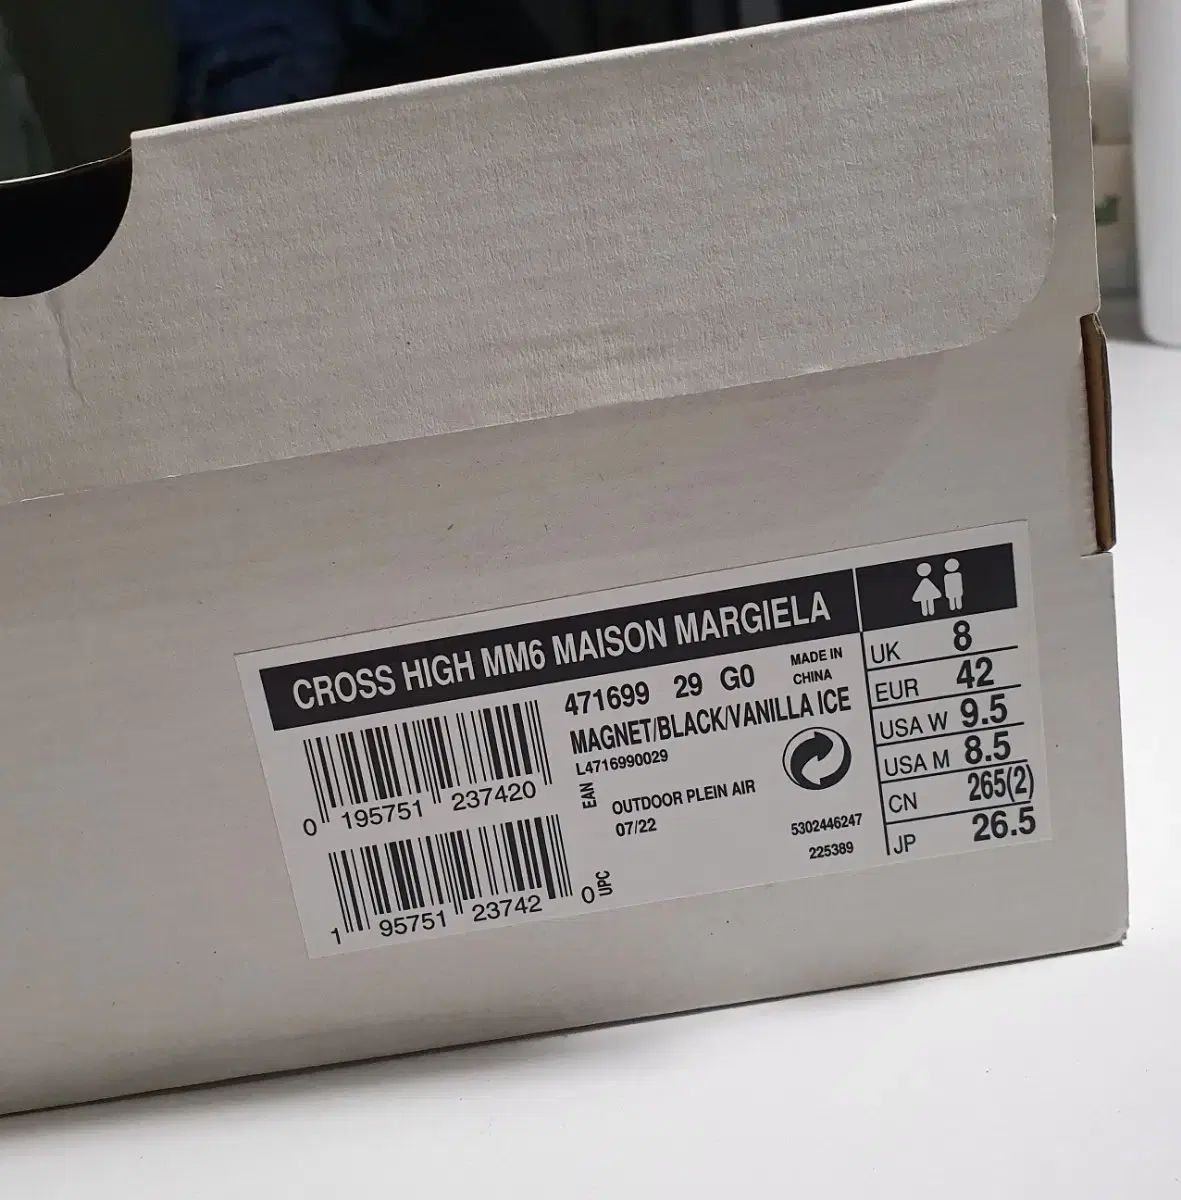 CROSS HIGH MM6 MAISON MARGIELA
471699 29 G0
MADE IN
CHINA
MAGNET/BLACK/VANILLA ICE
L4716990029
0 195751 237420
EAN
OUTDOOR PLEIN AIR
07/22
5302446247
225389
1 95751 23742 0
UPC
UK 8
EUR 42
USA W 9.5
USA M 8.5
CN 265(2)
JP 26.5